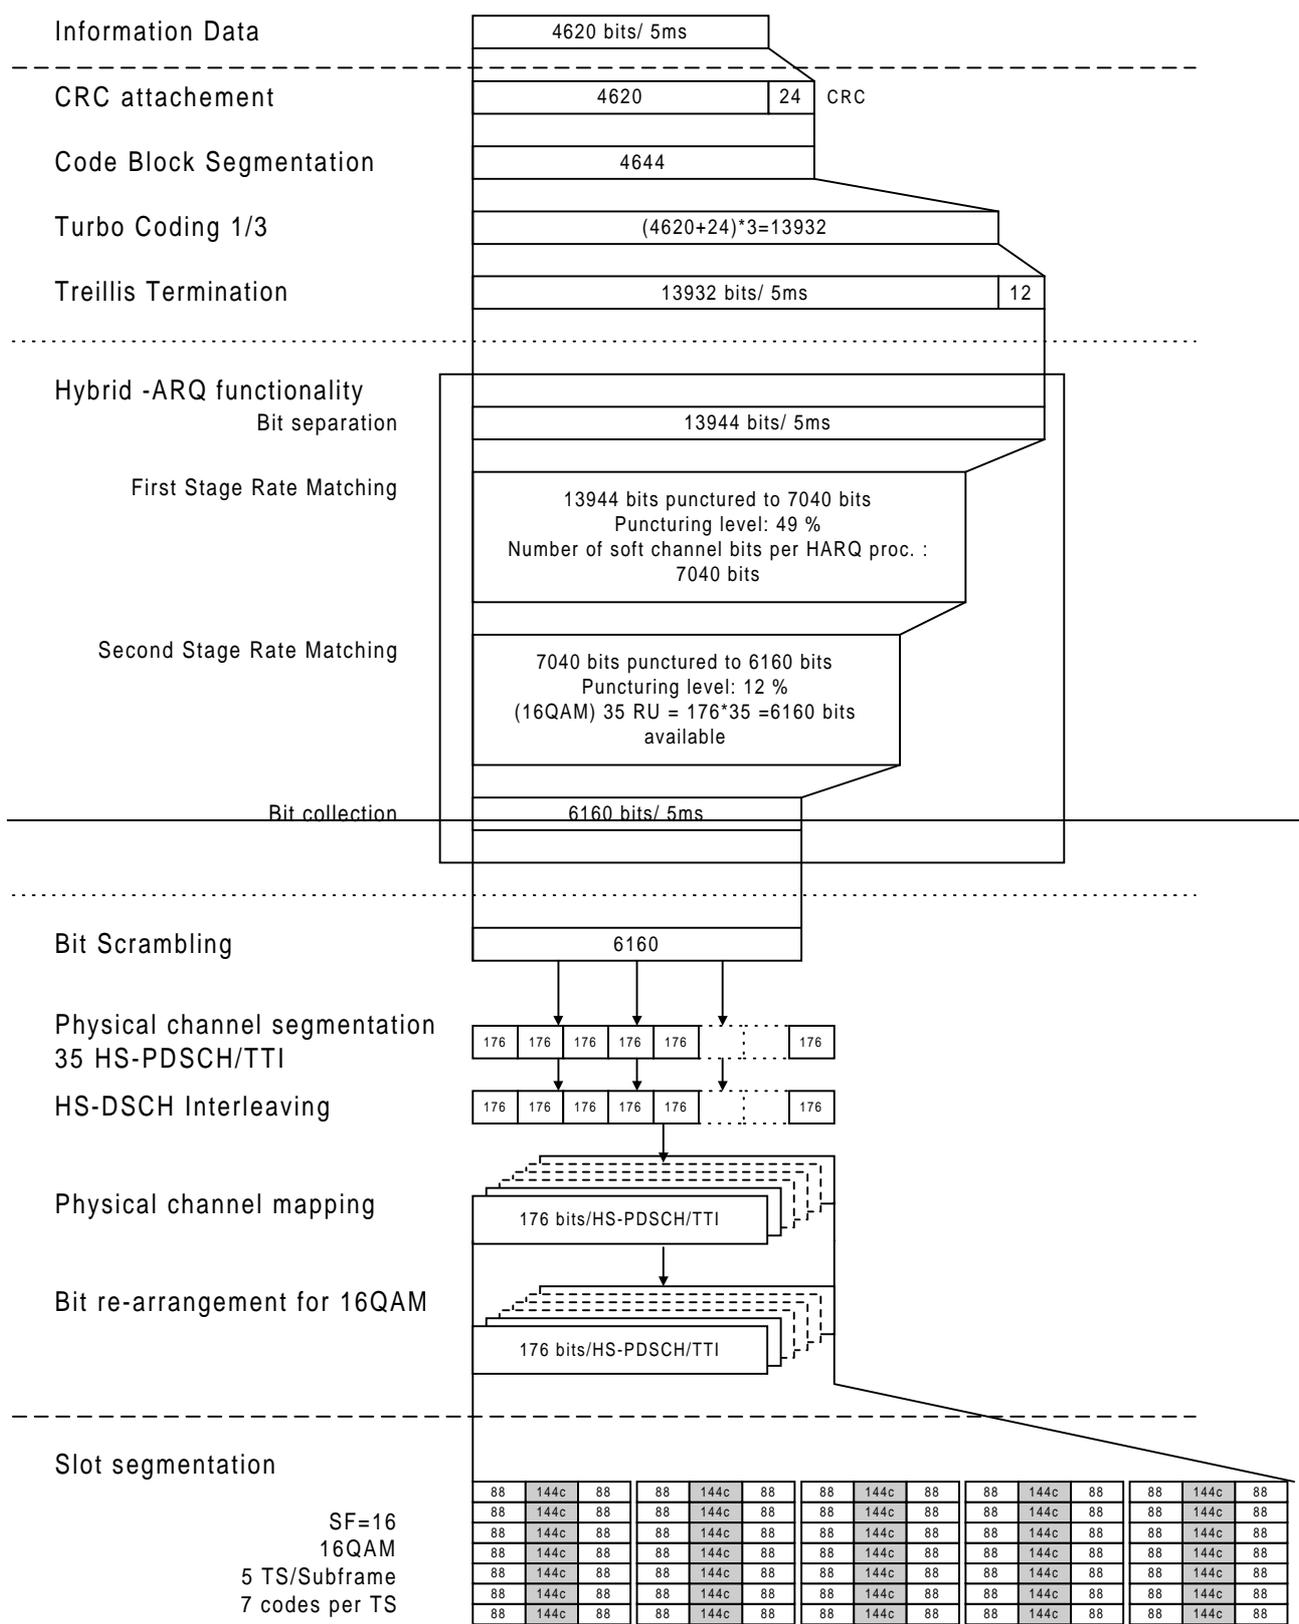 Information Data
4620 bits/ 5ms
CRC attachement
4620 24 CRC
Code Block Segmentation
4644
Turbo Coding 1/3
(4620+24)*3=13932
Treillis Termination
13932 bits/ 5ms 12
Hybrid -ARQ functionality
Bit separation
13944 bits/ 5ms
First Stage Rate Matching
13944 bits punctured to 7040 bits
Puncturing level: 49 %
Number of soft channel bits per HARQ proc. :
7040 bits
Second Stage Rate Matching
7040 bits punctured to 6160 bits
Puncturing level: 12 %
(16QAM) 35 RU = 176*35 =6160 bits
available
Bit collection
6160 bits/ 5ms
Bit Scrambling
6160
Physical channel segmentation
35 HS-PDSCH/TTI
176 176 176 176 176 176
HS-DSCH Interleaving
176 176 176 176 176 176
Physical channel mapping
176 bits/HS-PDSCH/TTI
Bit re-arrangement for 16QAM
176 bits/HS-PDSCH/TTI
Slot segmentation
SF=16
16QAM
5 TS/Subframe
7 codes per TS
88 144c 88 88 144c 88 88 144c 88 88 144c 88 88 144c 88
88 144c 88 88 144c 88 88 144c 88 88 144c 88 88 144c 88
88 144c 88 88 144c 88 88 144c 88 88 144c 88 88 144c 88
88 144c 88 88 144c 88 88 144c 88 88 144c 88 88 144c 88
88 144c 88 88 144c 88 88 144c 88 88 144c 88 88 144c 88
88 144c 88 88 144c 88 88 144c 88 88 144c 88 88 144c 88
88 144c 88 88 144c 88 88 144c 88 88 144c 88 88 144c 88